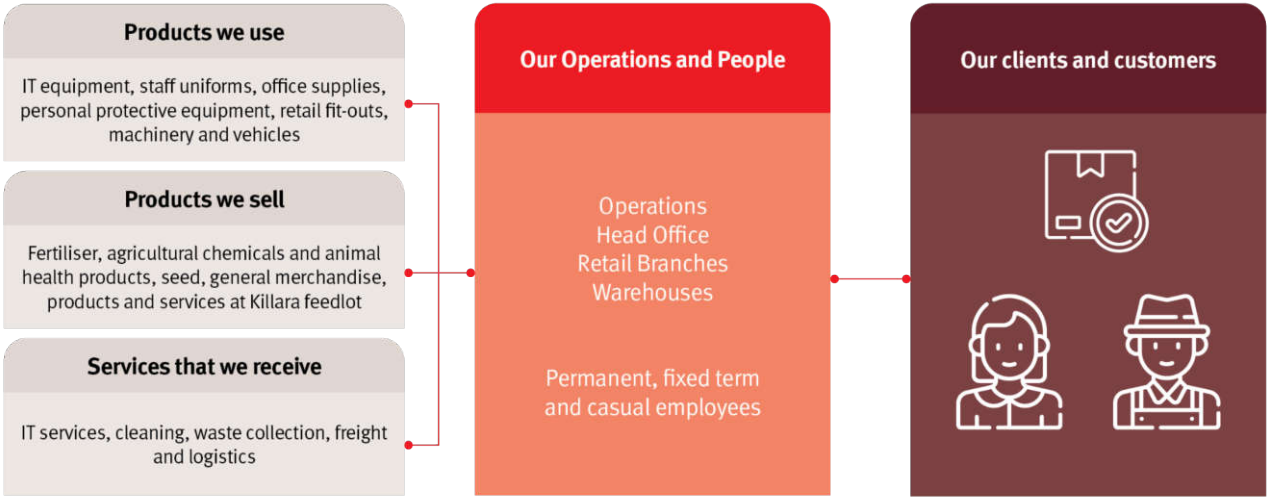 Products we use
IT equipment, staff uniforms, office supplies,
personal protective equipment, retail fit-outs,
machinery and vehicles
Products we sell
Fertiliser, agricultural chemicals and animal
health products, seed, general merchandise,
products and services at Killara feedlot
Services that we receive
IT services, cleaning, waste collection, freight
and logistics
Our Operations and People
Operations
Head Office
Retail Branches
Warehouses
Permanent, fixed term
and casual employees
Our clients and customers